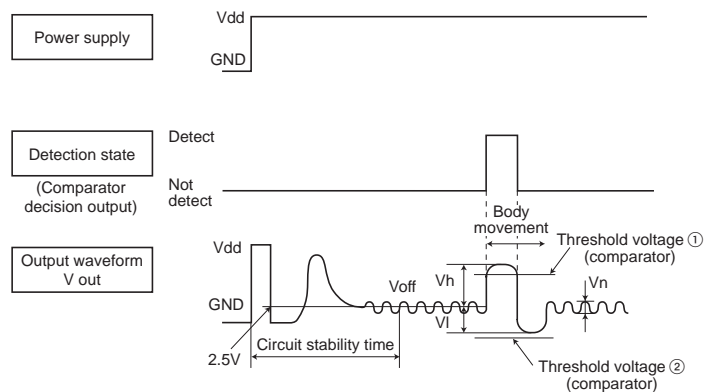 Power supply
Vdd
GND
Detection state
(Comparator
decision output)
Detect
Not
detect
Body
movement
Output waveform
V out
Vdd
GND
2.5V
Voff
Vh
Vl
Vn
Threshold voltage ①
(comparator)
Circuit stability time
Threshold voltage ②
(comparator)